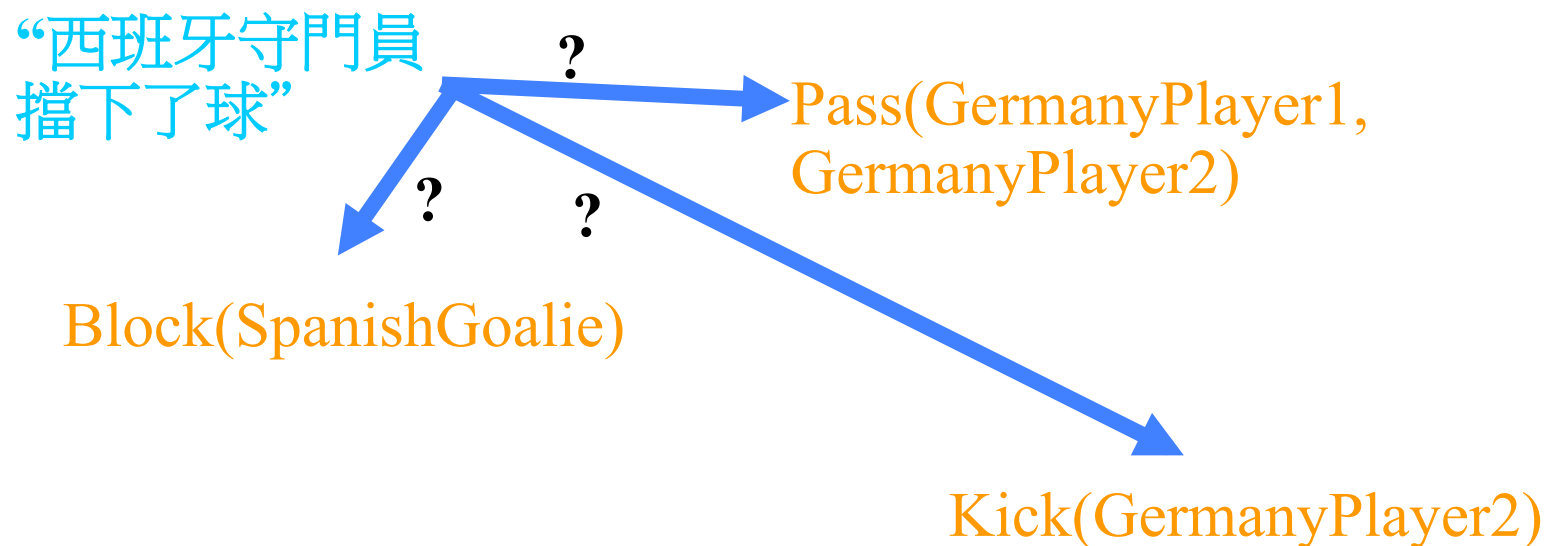 “西班牙守門員
擋下了球”
?
Pass(GermanyPlayer1,
GermanyPlayer2)
?
?
Block(SpanishGoalie)
Kick(GermanyPlayer2)